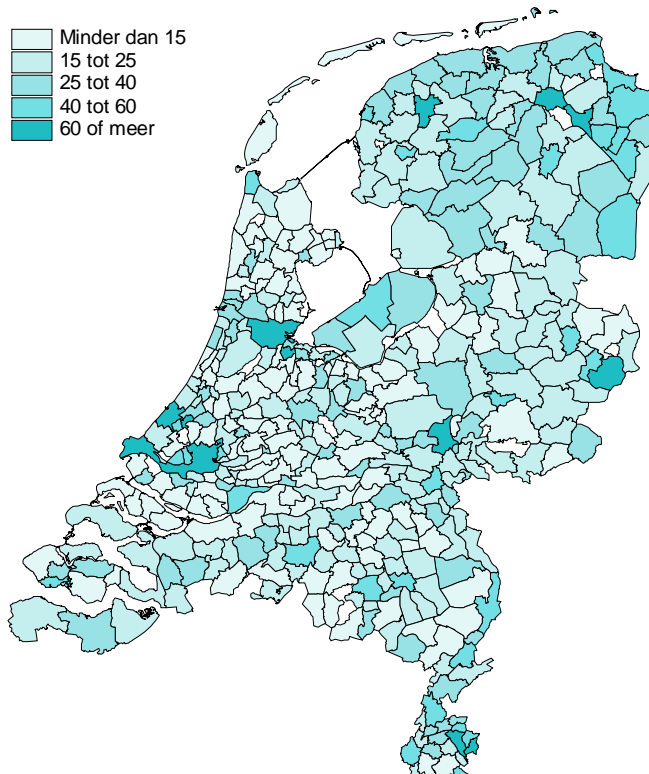 Minder dan 15
15 tot 25
25 tot 40
40 tot 60
60 of meer